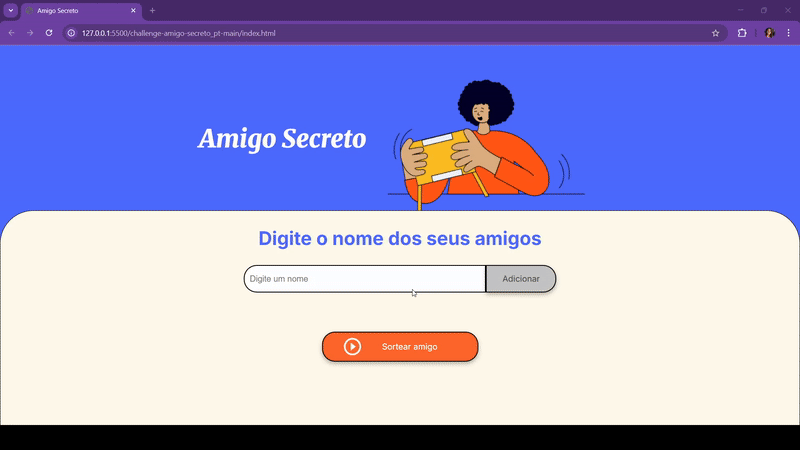 Amigo Secreto
127.0.0.1:5500/challenge-amigo-secreto_pt-main/index.html
Amigo Secreto
Digite o nome dos seus amigos
Digite um nome
Adicionar
Sortear amigo